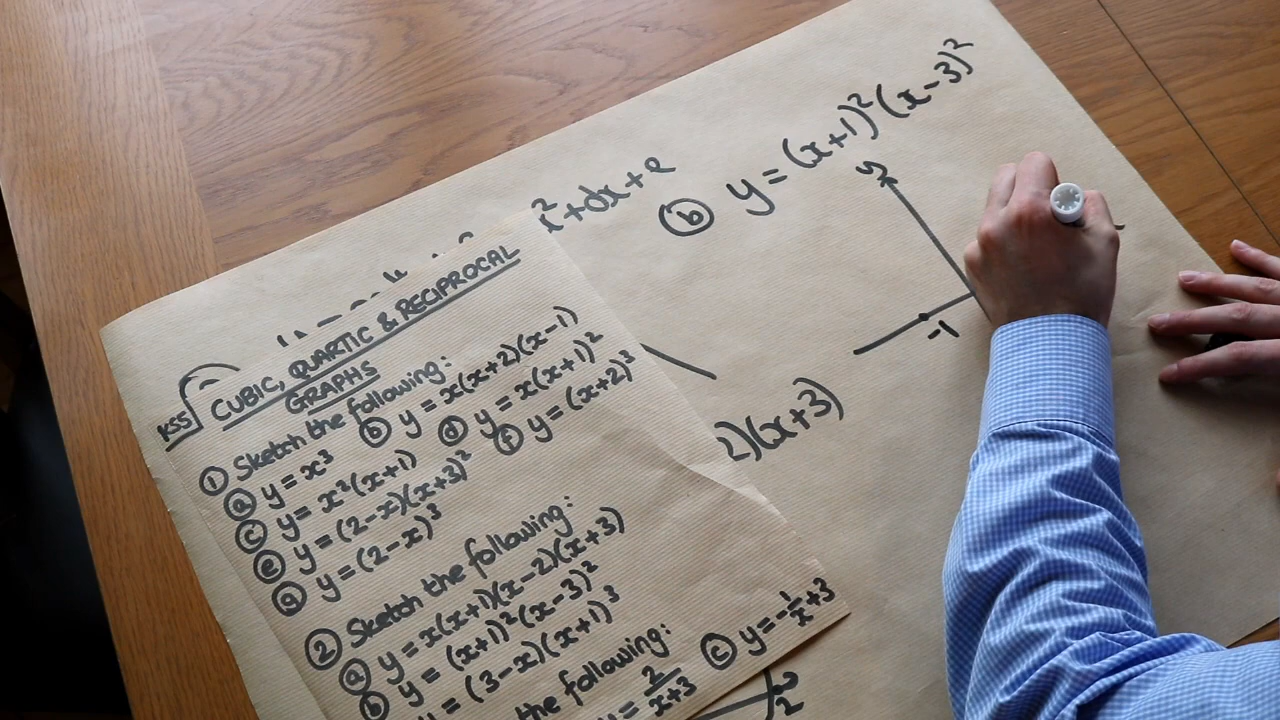 KS5
CUBIC, QUARTIC & RECIPROCAL
GRAPHS
① Sketch the following:
ⓐ y = x³ ⓑ y = x(x+2)(x-1)
ⓒ y = x²(x+1) ⓓ y = x(x+1)²
ⓔ y = (2-x)(x+3)² ⓕ y = (x+2)³
ⓖ y = (2-x)³
② Sketch the following:
ⓐ y = x(x+1)(x-2)(x+3)
ⓑ y = (x+1)²(x-3)²
y = (3-x)(x+1)³
the following:
y = 2/(x+3) ⓒ y = -1/x+3
x²+dx+e
ⓑ y = (x+1)²(x-3)²
y
-1
2)(x+3)
2